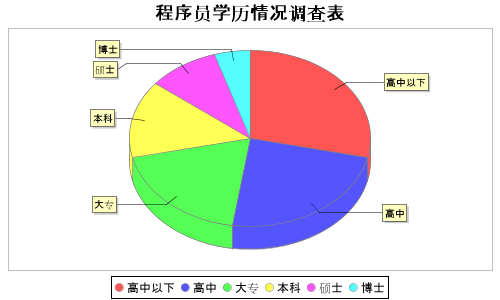 程序员学历情况调查表
博士
硕士
高中以下
本科
大专
高中
高中以下 高中 大专 本科 硕士 博士